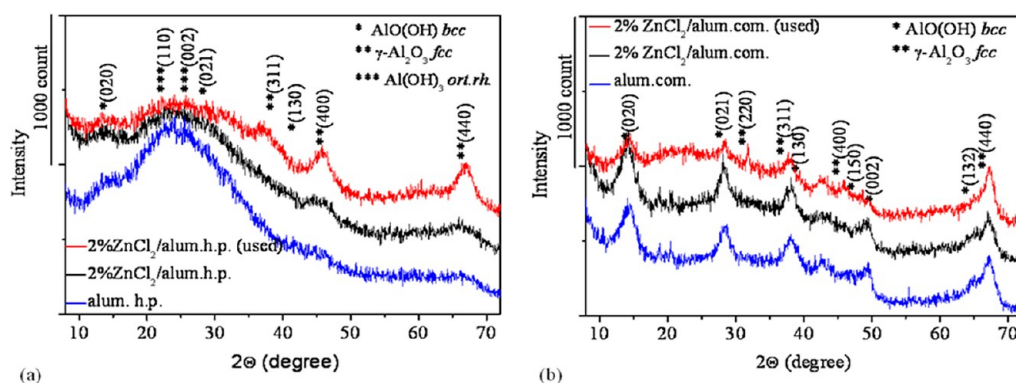 (a)
1000 count
Intensity
* AlO(OH) bcc
** γ-Al₂O₃ fcc
*** Al(OH)₃ ort.rh.
*(020)
***(110)
***(002)
*(021)
**(311)
*(130)
**(400)
**(440)
2%ZnCl₂/alum.h.p. (used)
2%ZnCl₂/alum.h.p.
alum. h.p.
10 20 30 40 50 60 70
2Θ (degree)
(b)
1000 count
Intensity
2% ZnCl₂/alum.com. (used)
2% ZnCl₂/alum.com.
alum.com.
* AlO(OH) bcc
** γ-Al₂O₃ fcc
*(020)
*(021)
**(220)
**(311)
*(130)
**(400)
*(150)
*(002)
*(132)
**(440)
10 20 30 40 50 60 70
2Θ (degree)